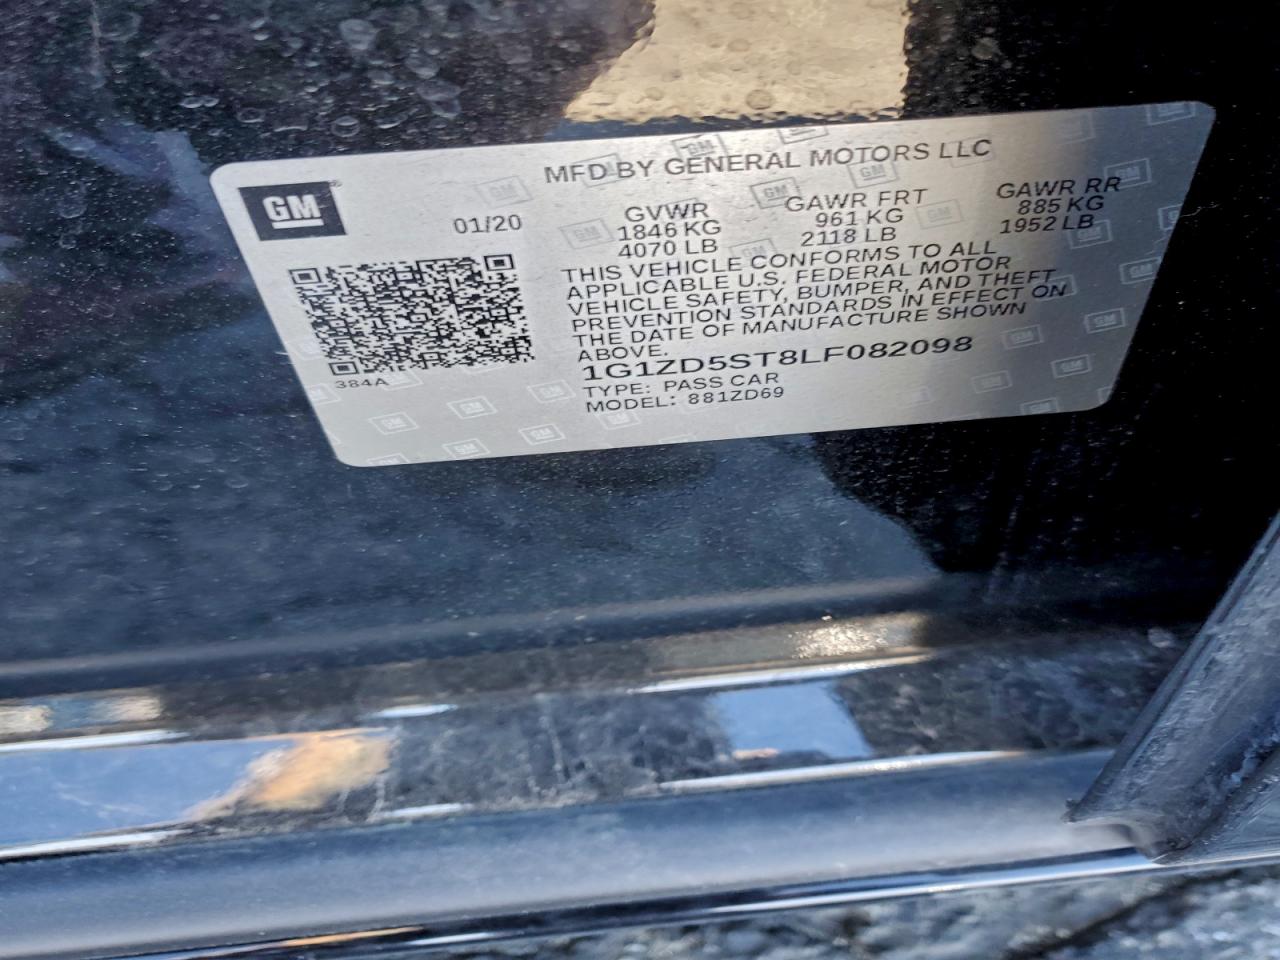 MFD BY GENERAL MOTORS LLC
GM
01/20
GVWR GAWR FRT GAWR RR
1846 KG 961 KG 885 KG
4070 LB 2118 LB 1952 LB
THIS VEHICLE CONFORMS TO ALL
APPLICABLE U.S. FEDERAL MOTOR
VEHICLE SAFETY, BUMPER, AND THEFT
PREVENTION STANDARDS IN EFFECT ON
THE DATE OF MANUFACTURE SHOWN
ABOVE.
1G1ZD5ST8LF082098
TYPE: PASS CAR
MODEL: 881ZD69
384A